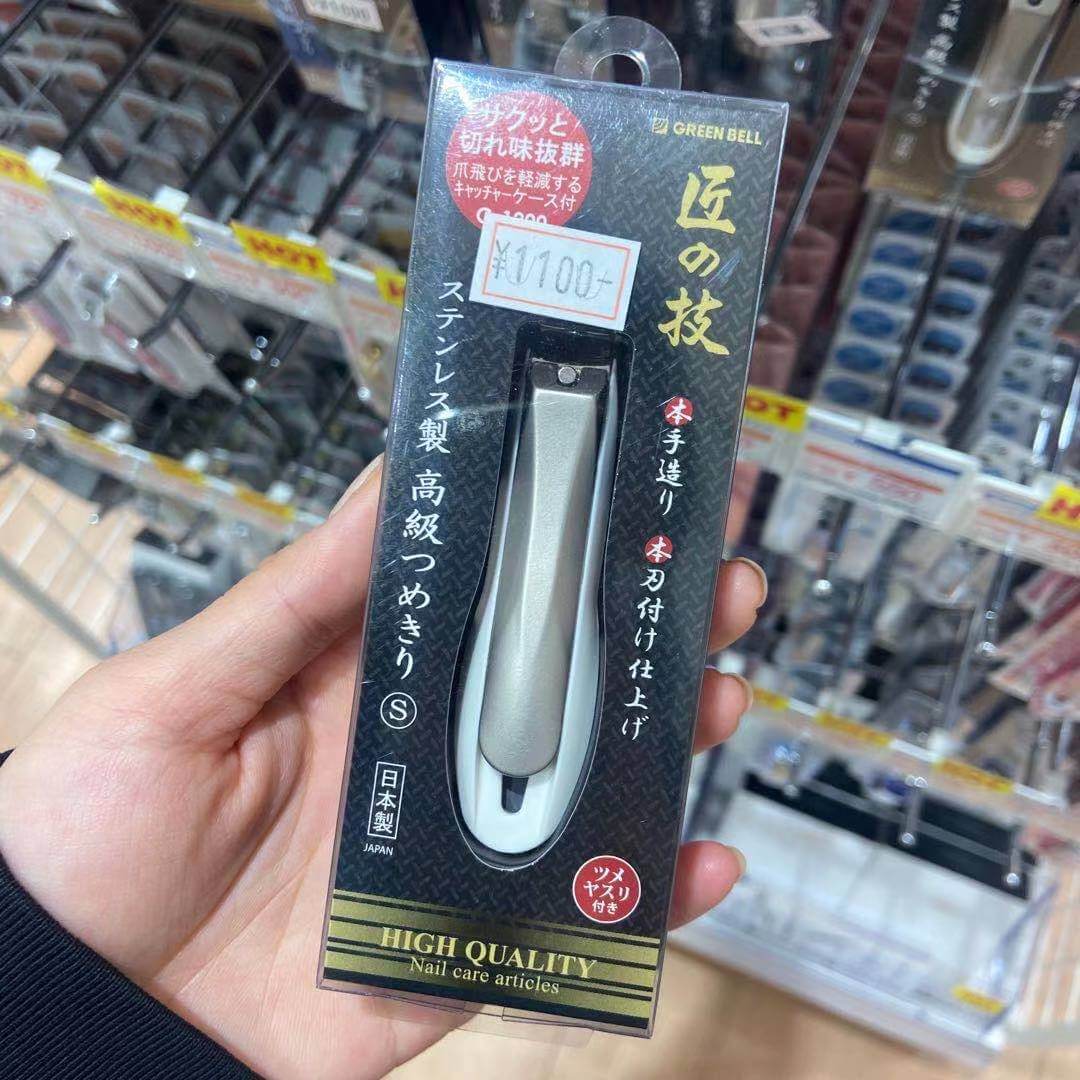 GREEN BELL
サクッと
切れ味抜群
爪飛びを軽減する
キャッチャーケース付
¥1,100-
匠の技
本手造り 本刃付け仕上げ
ステンレス製 高級つめきり Ⓢ
日本製
JAPAN
ツメ
ヤスリ
付き
HIGH QUALITY
Nail care articles
HOT
HOT
HOT